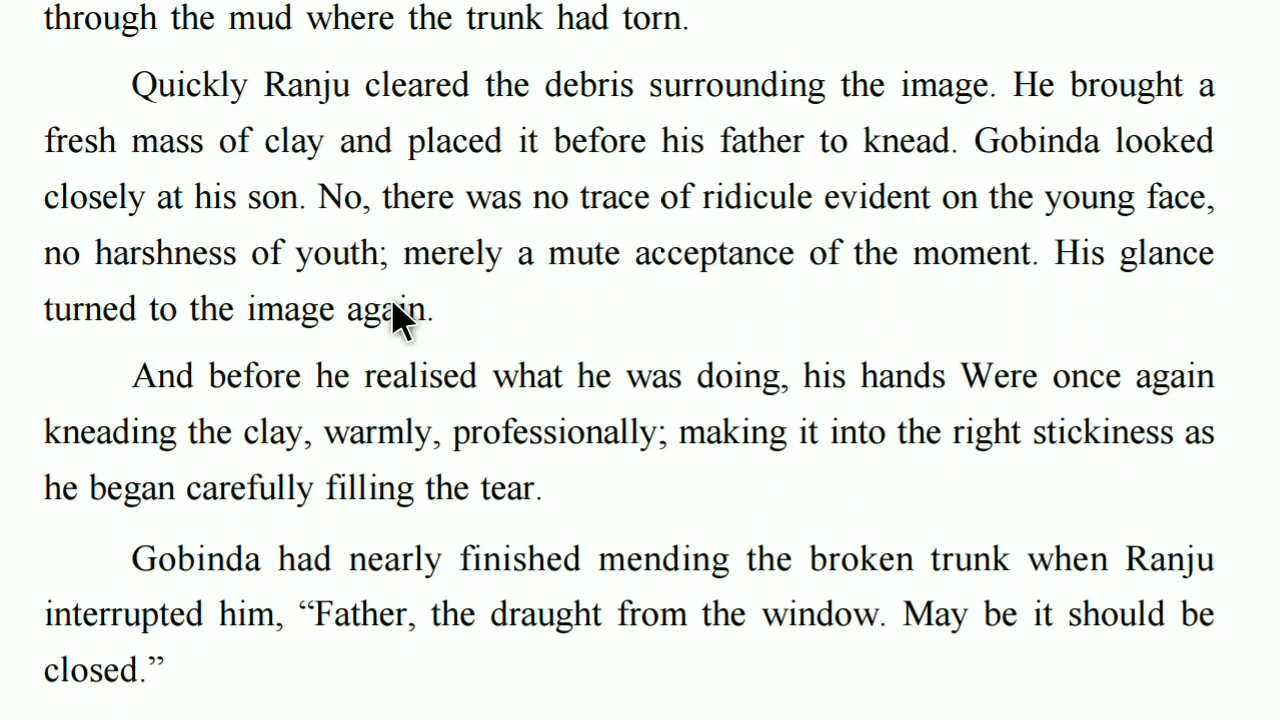 through the mud where the trunk had torn.
Quickly Ranju cleared the debris surrounding the image. He brought a
fresh mass of clay and placed it before his father to knead. Gobinda looked
closely at his son. No, there was no trace of ridicule evident on the young face,
no harshness of youth; merely a mute acceptance of the moment. His glance
turned to the image again.
And before he realised what he was doing, his hands Were once again
kneading the clay, warmly, professionally; making it into the right stickiness as
he began carefully filling the tear.
Gobinda had nearly finished mending the broken trunk when Ranju
interrupted him, “Father, the draught from the window. May be it should be
closed.”